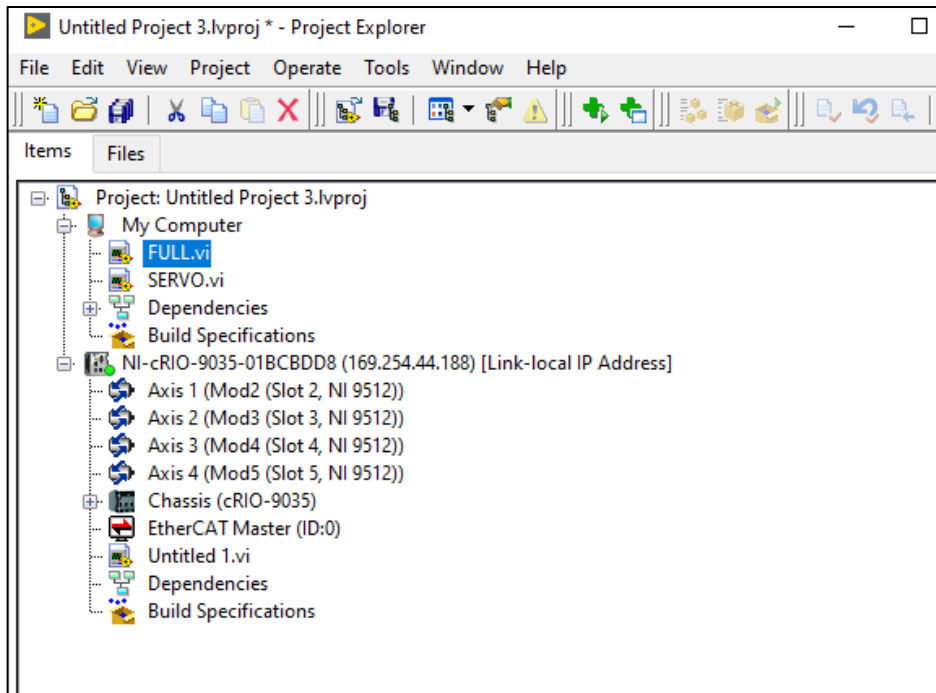 Untitled Project 3.lvproj * - Project Explorer
File Edit View Project Operate Tools Window Help
Items Files
Project: Untitled Project 3.lvproj
My Computer
FULL.vi
SERVO.vi
Dependencies
Build Specifications
NI-cRIO-9035-01BCBDD8 (169.254.44.188) [Link-local IP Address]
Axis 1 (Mod2 (Slot 2, NI 9512))
Axis 2 (Mod3 (Slot 3, NI 9512))
Axis 3 (Mod4 (Slot 4, NI 9512))
Axis 4 (Mod5 (Slot 5, NI 9512))
Chassis (cRIO-9035)
EtherCAT Master (ID:0)
Untitled 1.vi
Dependencies
Build Specifications